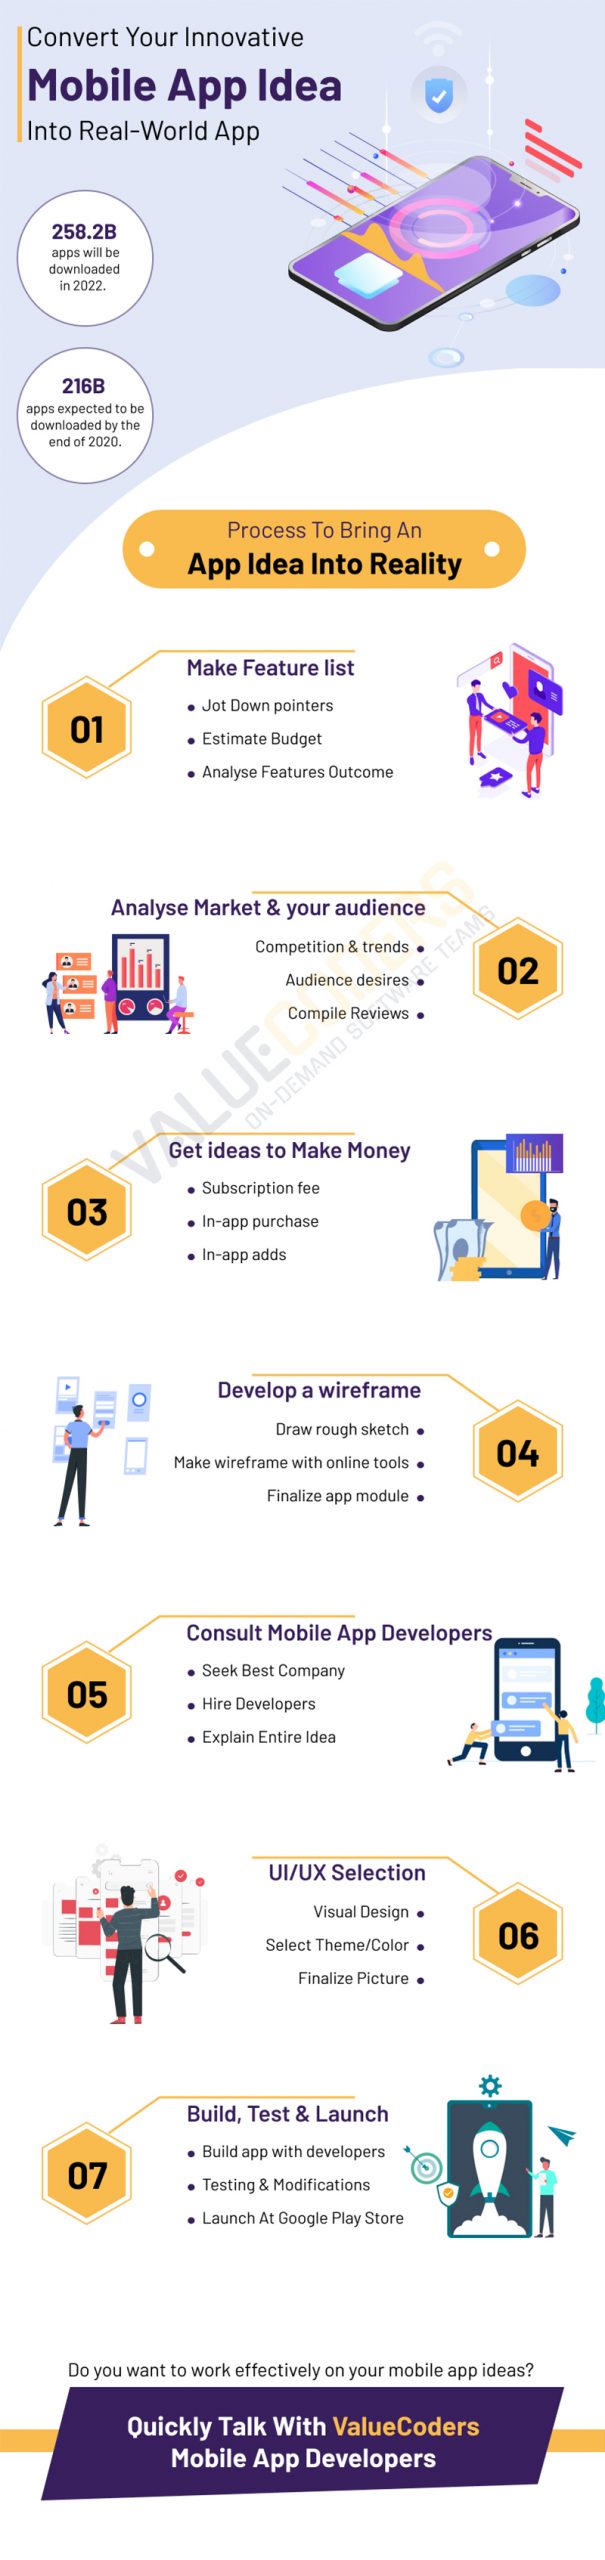 Convert Your Innovative
Mobile App Idea
Into Real-World App
258.2B
apps will be
downloaded
in 2022.
216B
apps expected to be
downloaded by the
end of 2020.
Process To Bring An
App Idea Into Reality
01
Make Feature list
Jot Down pointers
Estimate Budget
Analyse Features Outcome
Analyse Market & your audience
02
Competition & trends
Audience desires
Compile Reviews
VALUECODERS
ON-DEMAND SOFTWARE TEAMS
03
Get ideas to Make Money
Subscription fee
In-app purchase
In-app adds
Develop a wireframe
04
Draw rough sketch
Make wireframe with online tools
Finalize app module
05
Consult Mobile App Developers
Seek Best Company
Hire Developers
Explain Entire Idea
UI/UX Selection
06
Visual Design
Select Theme/Color
Finalize Picture
07
Build, Test & Launch
Build app with developers
Testing & Modifications
Launch At Google Play Store
Do you want to work effectively on your mobile app ideas?
Quickly Talk With ValueCoders
Mobile App Developers